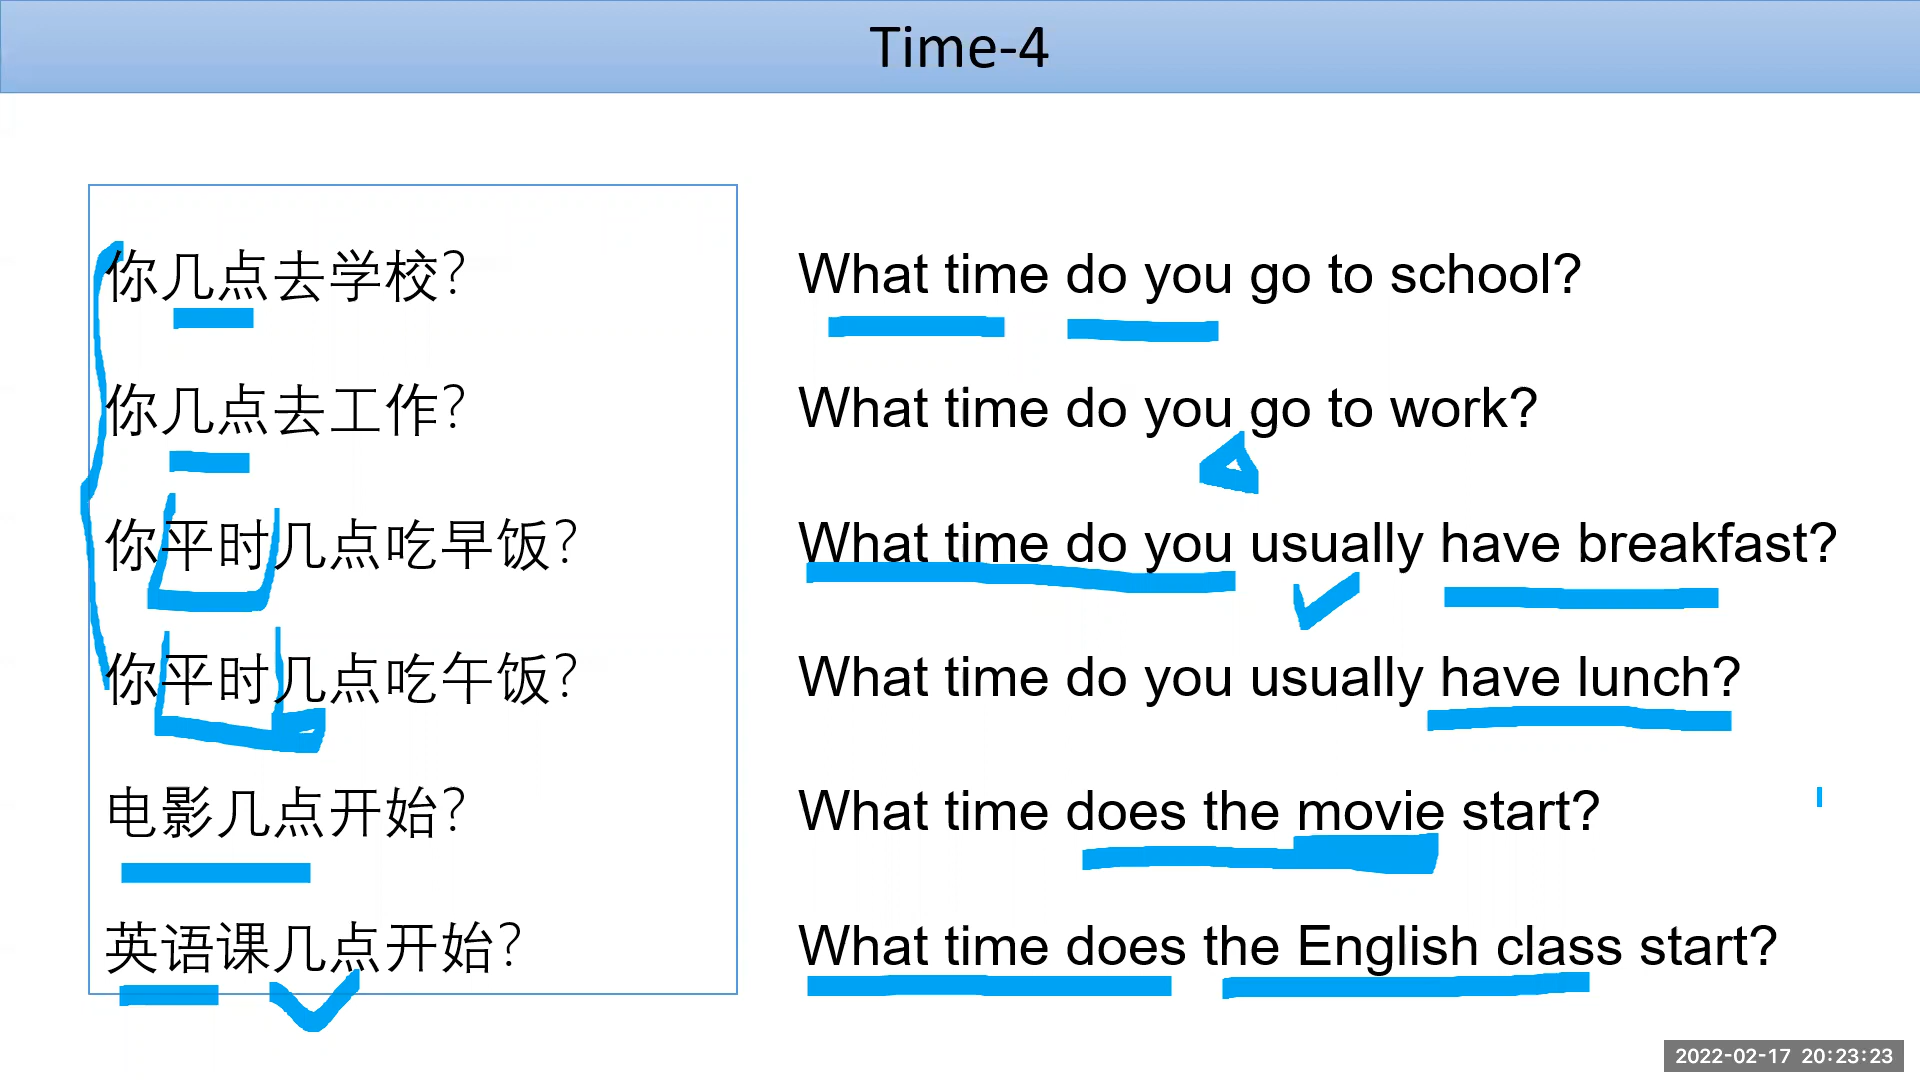 Time-4
你几点去学校?
What time do you go to school?
你几点去工作?
What time do you go to work?
你平时几点吃早饭?
What time do you usually have breakfast?
你平时几点吃午饭?
What time do you usually have lunch?
电影几点开始?
What time does the movie start?
英语课几点开始?
What time does the English class start?
2022-02-17 20:23:23